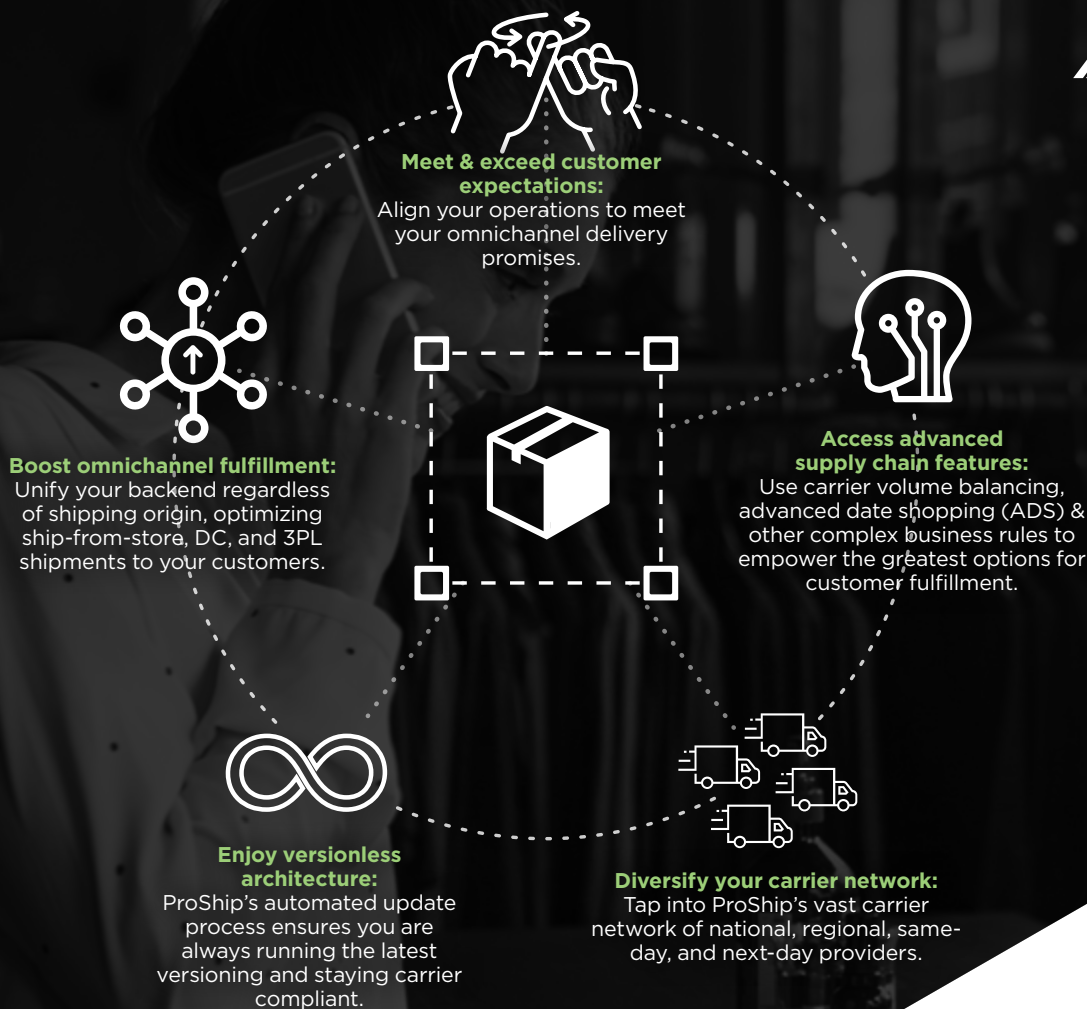 Meet & exceed customer
expectations:
Align your operations to meet
your omnichannel delivery
promises.
Boost omnichannel fulfillment:
Unify your backend regardless
of shipping origin, optimizing
ship-from-store, DC, and 3PL
shipments to your customers.
Access advanced
supply chain features:
Use carrier volume balancing,
advanced date shopping (ADS) &
other complex business rules to
empower the greatest options for
customer fulfillment.
Enjoy versionless
architecture:
ProShip's automated update
process ensures you are
always running the latest
versioning and staying carrier
compliant.
Diversify your carrier network:
Tap into ProShip's vast carrier
network of national, regional, same-
day, and next-day providers.